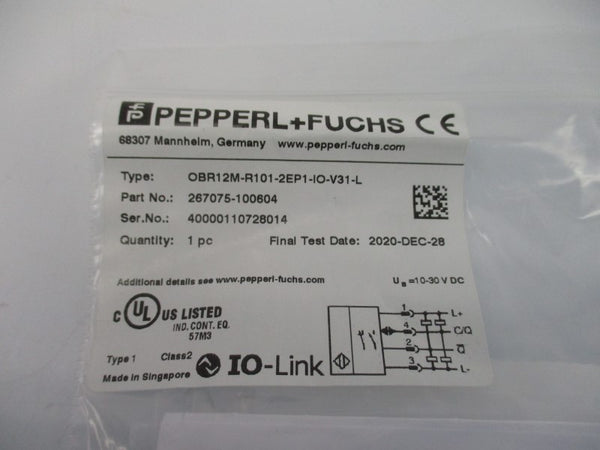 PEPPERL+FUCHS CE
68307 Mannheim, Germany www.pepperl-fuchs.com
Type: OBR12M-R101-2EP1-IO-V31-L
Part No.: 267075-100604
Ser.No.: 40000110728014
Quantity: 1 pc Final Test Date: 2020-DEC-28
Additional details see www.pepperl-fuchs.com UB =10-30 V DC
C UL US LISTED
IND. CONT. EQ.
57M3
Type 1 Class2 IO-Link
Made in Singapore
1 L+
4 C/Q
2 Q̅
3 L-